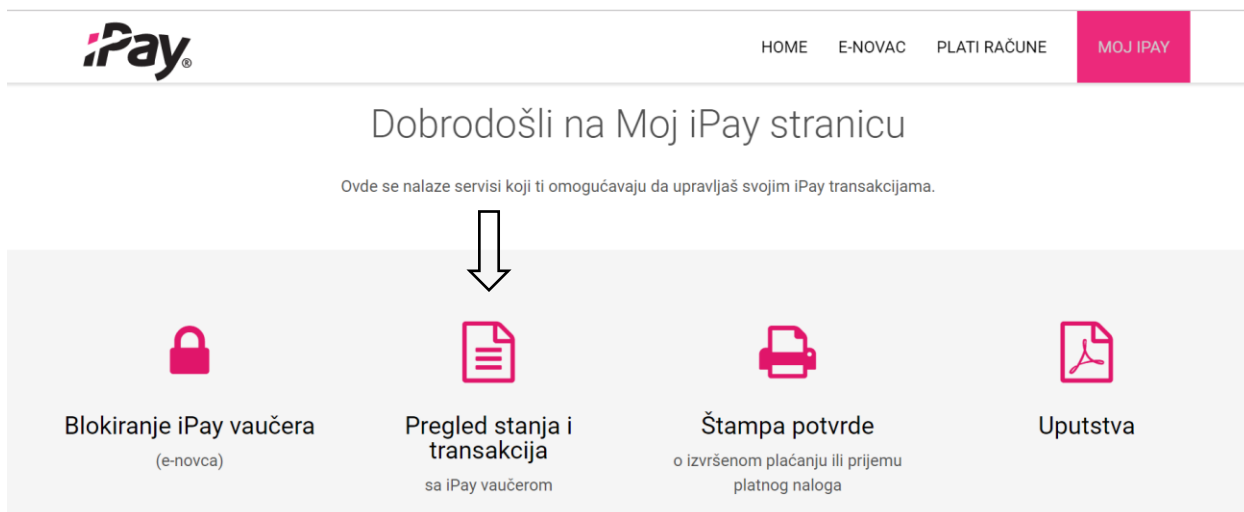 iPay®
HOME E-NOVAC PLATI RAČUNE MOJ IPAY
Dobrodošli na Moj iPay stranicu
Ovde se nalaze servisi koji ti omogućavaju da upravljaš svojim iPay transakcijama.
Blokiranje iPay vaučera
(e-novca)
Pregled stanja i
transakcija
sa iPay vaučerom
Štampa potvrde
o izvršenom plaćanju ili prijemu
platnog naloga
Uputstva